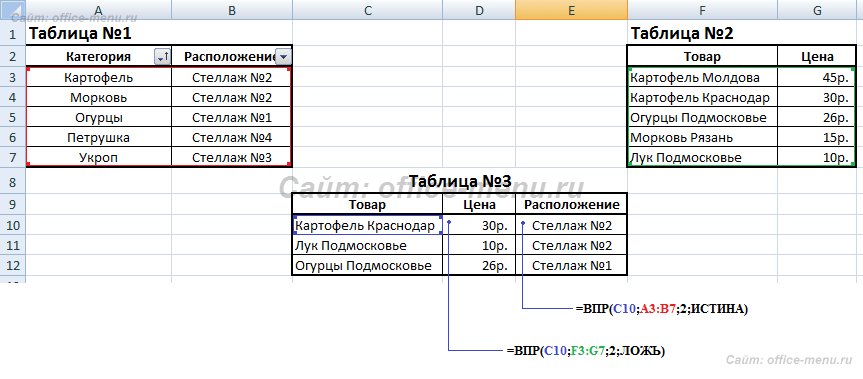 Сайт: office-menu.ru
A B C D E F G
1 Таблица №1 Таблица №2
2 Категория Расположение Товар Цена
3 Картофель Стеллаж №2 Картофель Молдова 45р.
4 Морковь Стеллаж №2 Картофель Краснодар 30р.
5 Огурцы Стеллаж №1 Огурцы Подмосковье 26р.
6 Петрушка Стеллаж №4 Морковь Рязань 15р.
7 Укроп Стеллаж №3 Лук Подмосковье 10р.
8 Таблица №3
Сайт: office-menu.ru
9 Товар Цена Расположение
10 Картофель Краснодар 30р. Стеллаж №2
11 Лук Подмосковье 10р. Стеллаж №2
12 Огурцы Подмосковье 26р. Стеллаж №1
=ВПР(C10;A3:B7;2;ИСТИНА)
=ВПР(C10;F3:G7;2;ЛОЖЬ)
Сайт: office-menu.ru